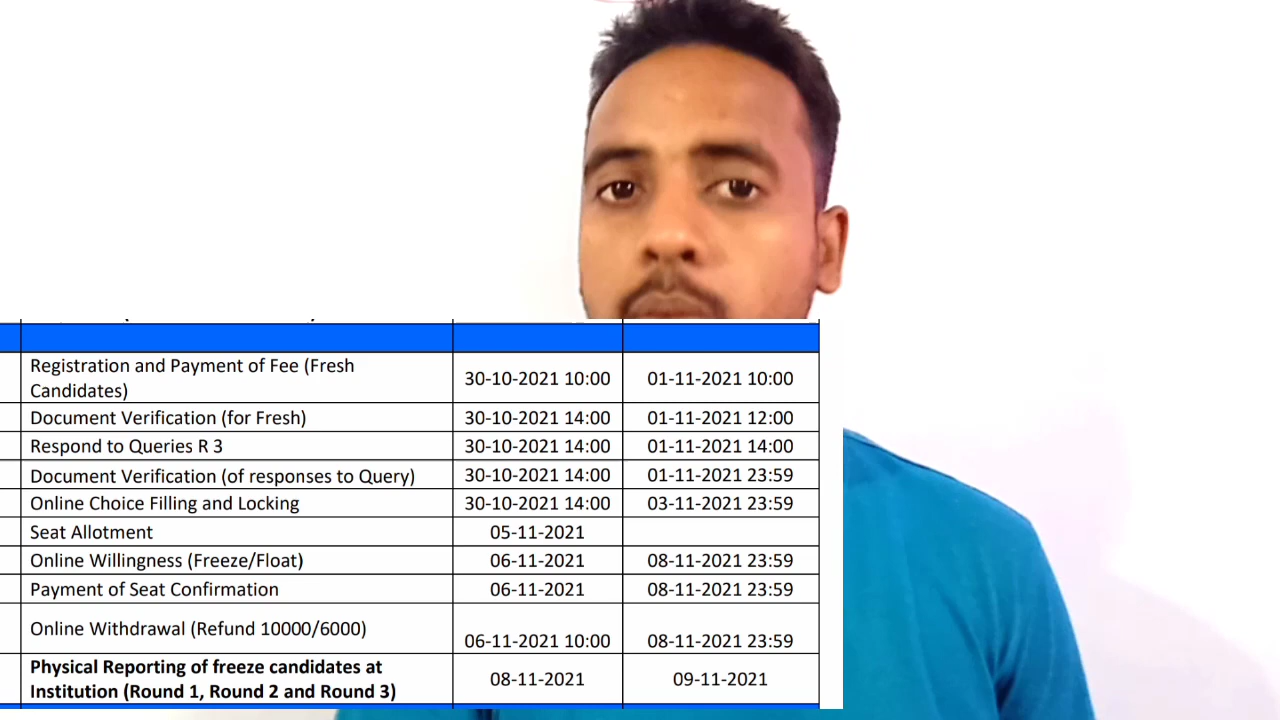 Registration and Payment of Fee (Fresh
Candidates) 30-10-2021 10:00 01-11-2021 10:00
Document Verification (for Fresh) 30-10-2021 14:00 01-11-2021 12:00
Respond to Queries R 3 30-10-2021 14:00 01-11-2021 14:00
Document Verification (of responses to Query) 30-10-2021 14:00 01-11-2021 23:59
Online Choice Filling and Locking 30-10-2021 14:00 03-11-2021 23:59
Seat Allotment 05-11-2021
Online Willingness (Freeze/Float) 06-11-2021 08-11-2021 23:59
Payment of Seat Confirmation 06-11-2021 08-11-2021 23:59
Online Withdrawal (Refund 10000/6000) 06-11-2021 10:00 08-11-2021 23:59
Physical Reporting of freeze candidates at
Institution (Round 1, Round 2 and Round 3) 08-11-2021 09-11-2021